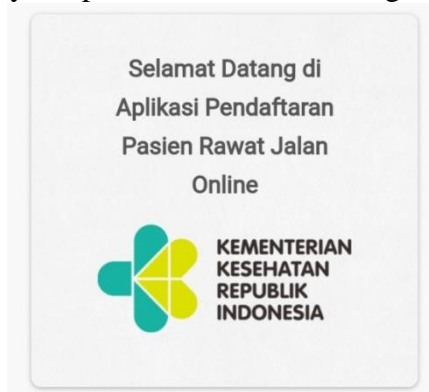 Selamat Datang di
Aplikasi Pendaftaran
Pasien Rawat Jalan
Online
KEMENTERIAN
KESEHATAN
REPUBLIK
INDONESIA